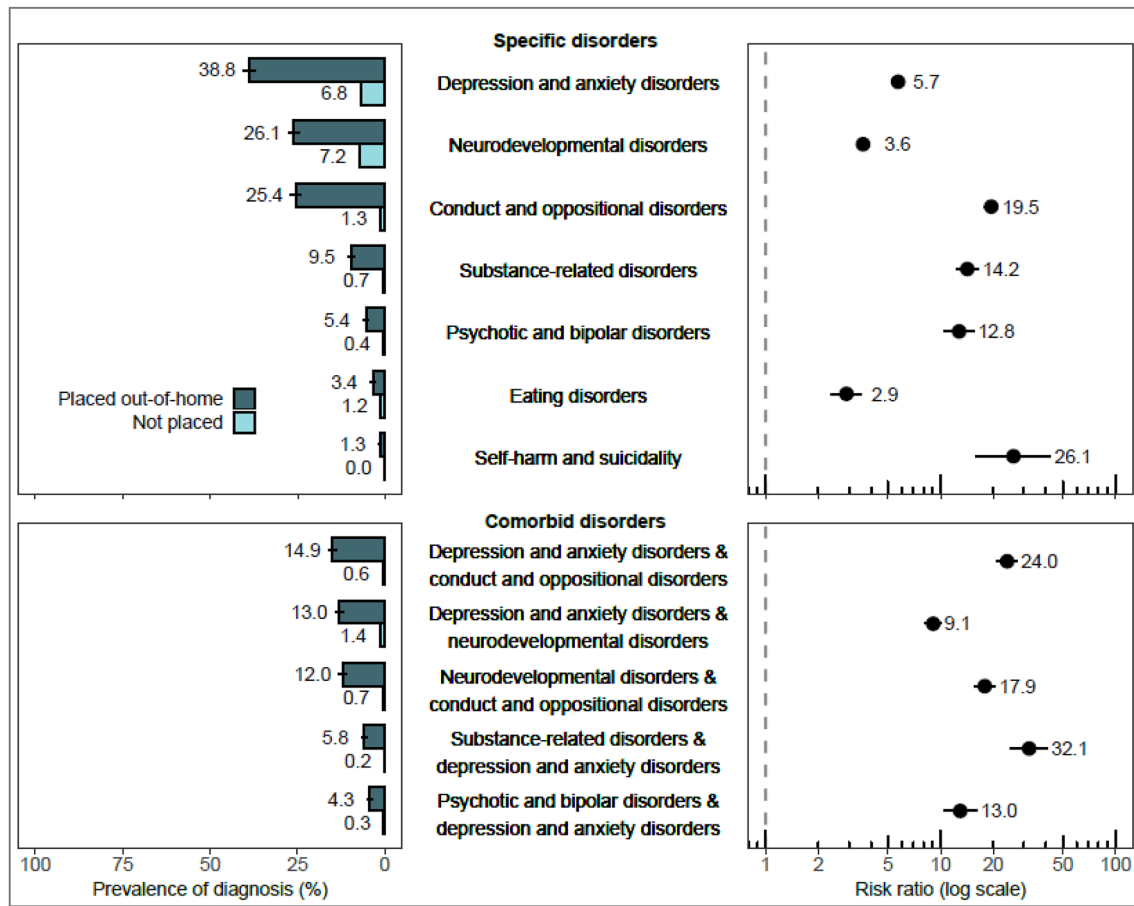 Specific disorders
38.8
6.8
Depression and anxiety disorders
5.7
26.1
7.2
Neurodevelopmental disorders
3.6
25.4
1.3
Conduct and oppositional disorders
19.5
9.5
0.7
Substance-related disorders
14.2
5.4
0.4
Psychotic and bipolar disorders
12.8
Placed out-of-home
Not placed
3.4
1.2
Eating disorders
2.9
1.3
0.0
Self-harm and suicidality
26.1
Comorbid disorders
14.9
0.6
Depression and anxiety disorders &
conduct and oppositional disorders
24.0
13.0
1.4
Depression and anxiety disorders &
neurodevelopmental disorders
9.1
12.0
0.7
Neurodevelopmental disorders &
conduct and oppositional disorders
17.9
5.8
0.2
Substance-related disorders &
depression and anxiety disorders
32.1
4.3
0.3
Psychotic and bipolar disorders &
depression and anxiety disorders
13.0
100 75 50 25 0
Prevalence of diagnosis (%)
1 2 5 10 20 50 100
Risk ratio (log scale)